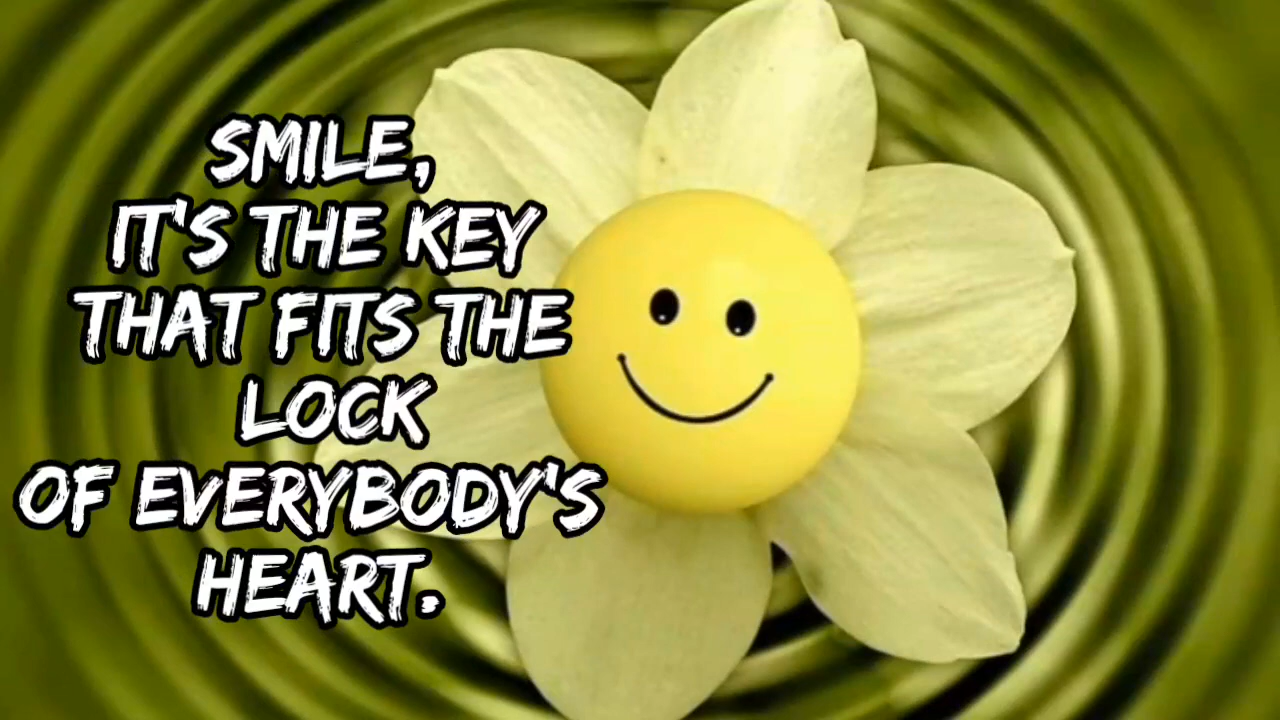 SMILE,
IT'S THE KEY
THAT FITS THE
LOCK
OF EVERYBODY'S
HEART.